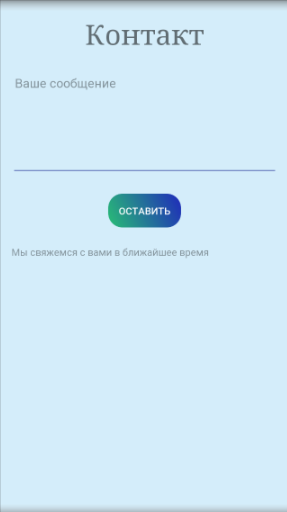 Контакт
Ваше сообщение
ОСТАВИТЬ
Мы свяжемся с вами в ближайшее время